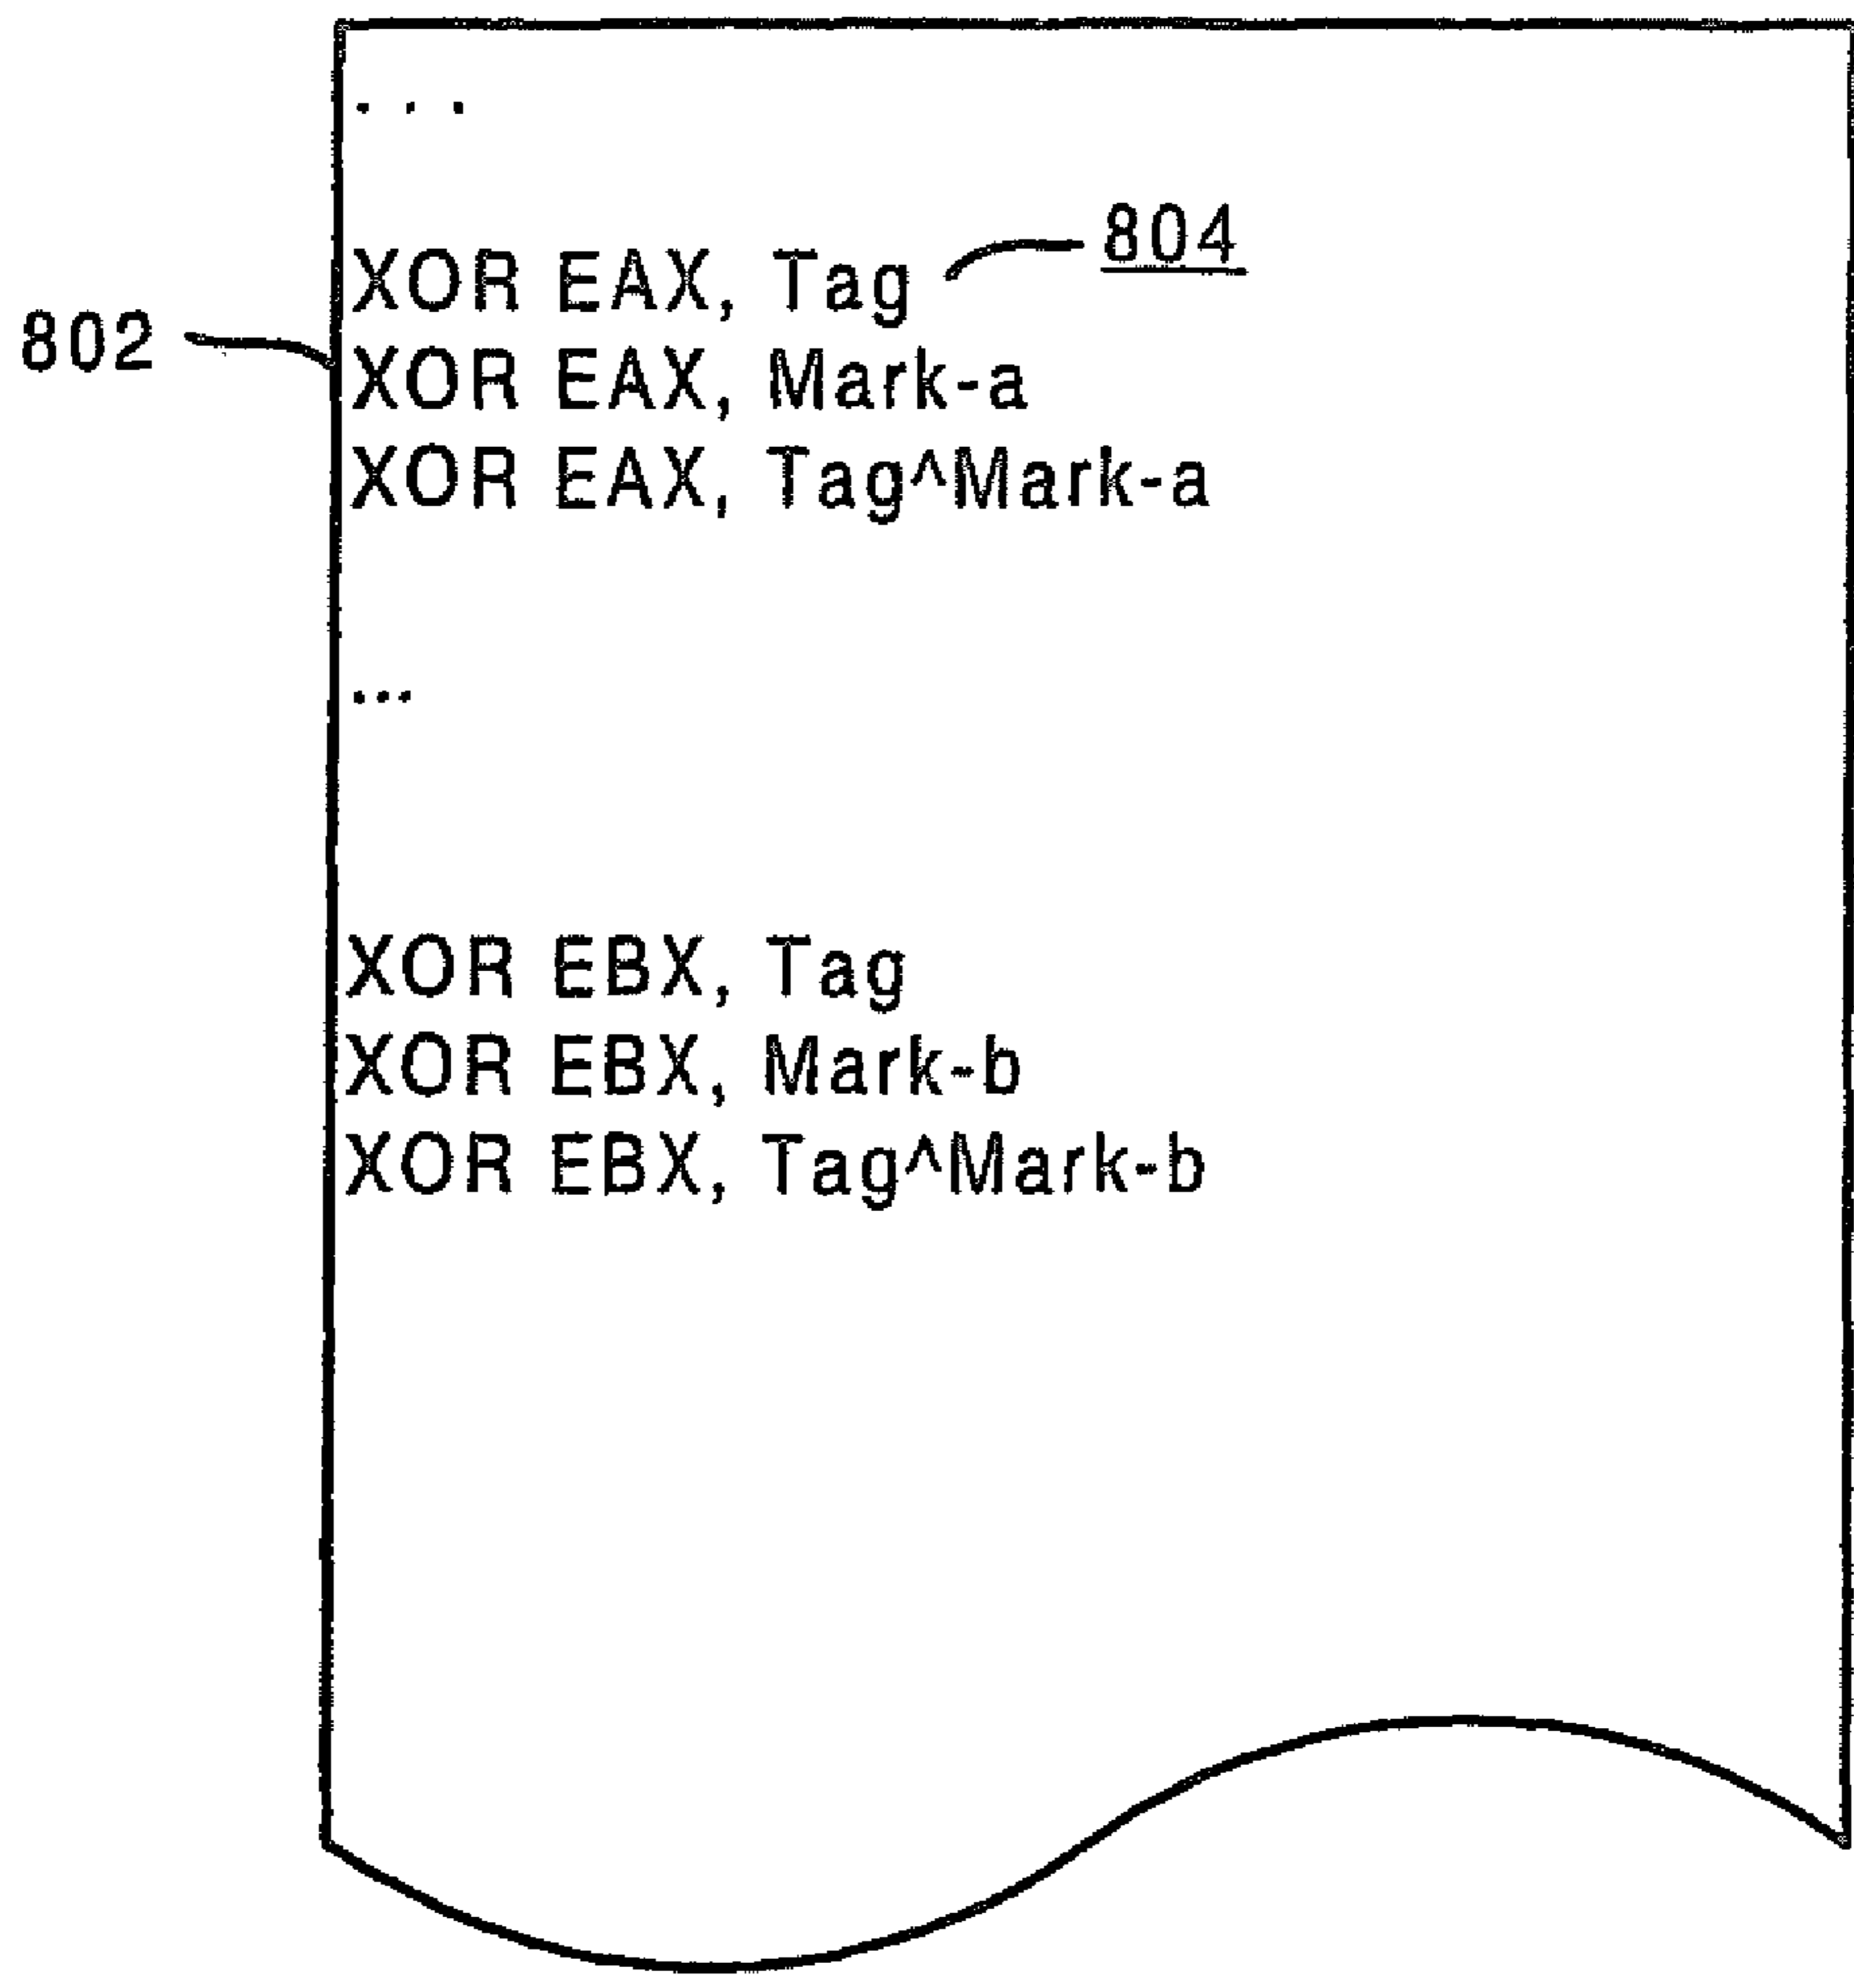 . . .
XOR EAX, Tag 804
802 XOR EAX, Mark-a
XOR EAX, Tag^Mark-a
...
XOR EBX, Tag
XOR EBX, Mark-b
XOR EBX, Tag^Mark-b